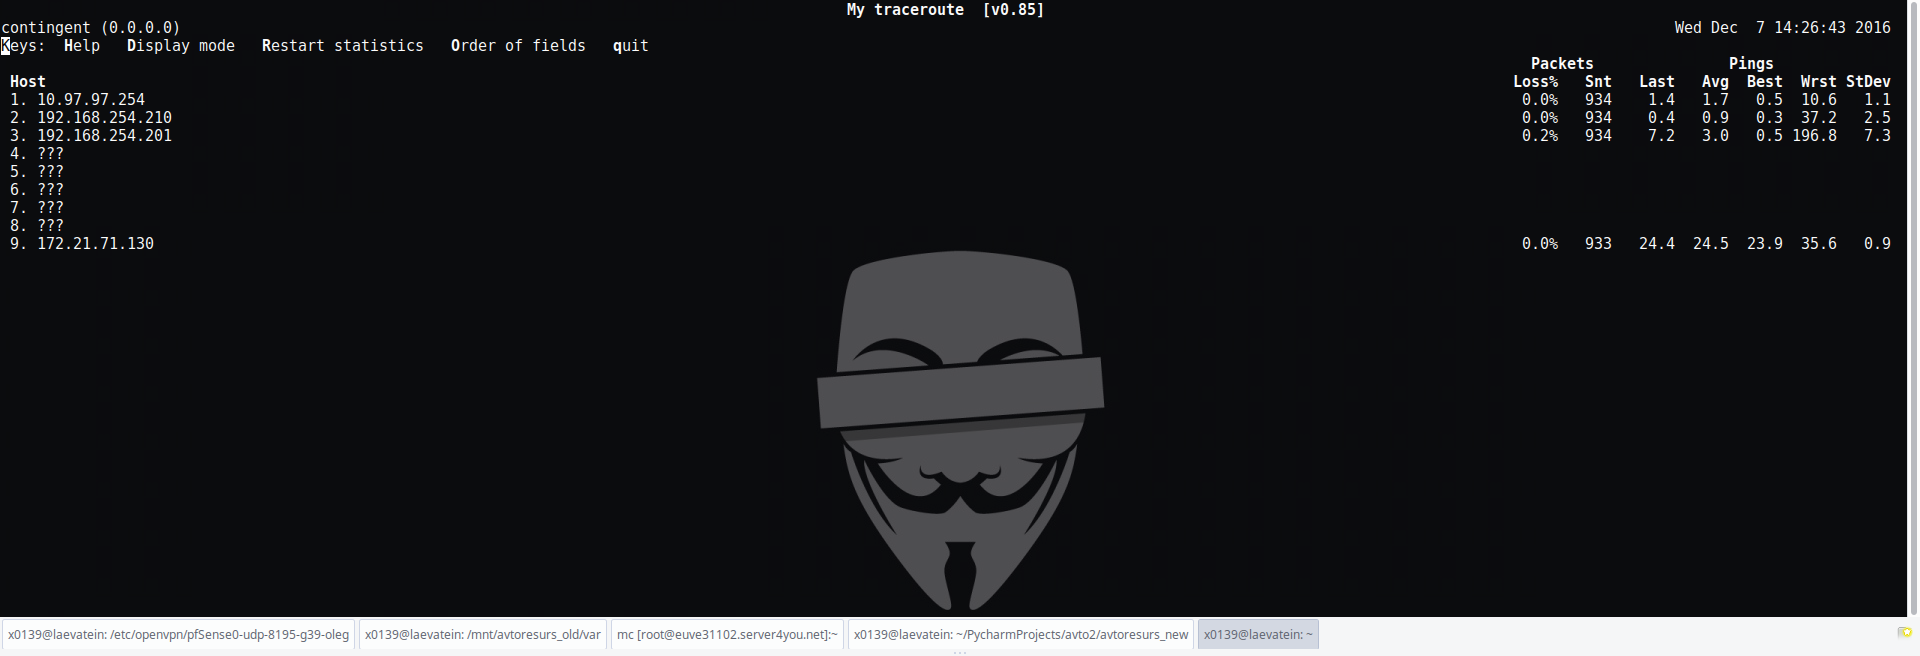 My traceroute [v0.85]
contingent (0.0.0.0) Wed Dec 7 14:26:43 2016
Keys: Help Display mode Restart statistics Order of fields quit
Packets Pings
Host Loss% Snt Last Avg Best Wrst StDev
1. 10.97.97.254 0.0% 934 1.4 1.7 0.5 10.6 1.1
2. 192.168.254.210 0.0% 934 0.4 0.9 0.3 37.2 2.5
3. 192.168.254.201 0.2% 934 7.2 3.0 0.5 196.8 7.3
4. ???
5. ???
6. ???
7. ???
8. ???
9. 172.21.71.130 0.0% 933 24.4 24.5 23.9 35.6 0.9
x0139@laevatein: /etc/openvpn/pfSense0-udp-8195-g39-oleg x0139@laevatein: /mnt/avtoresurs_old/var mc [root@euve31102.server4you.net]:~ x0139@laevatein: ~/PycharmProjects/avto2/avtoresurs_new x0139@laevatein: ~